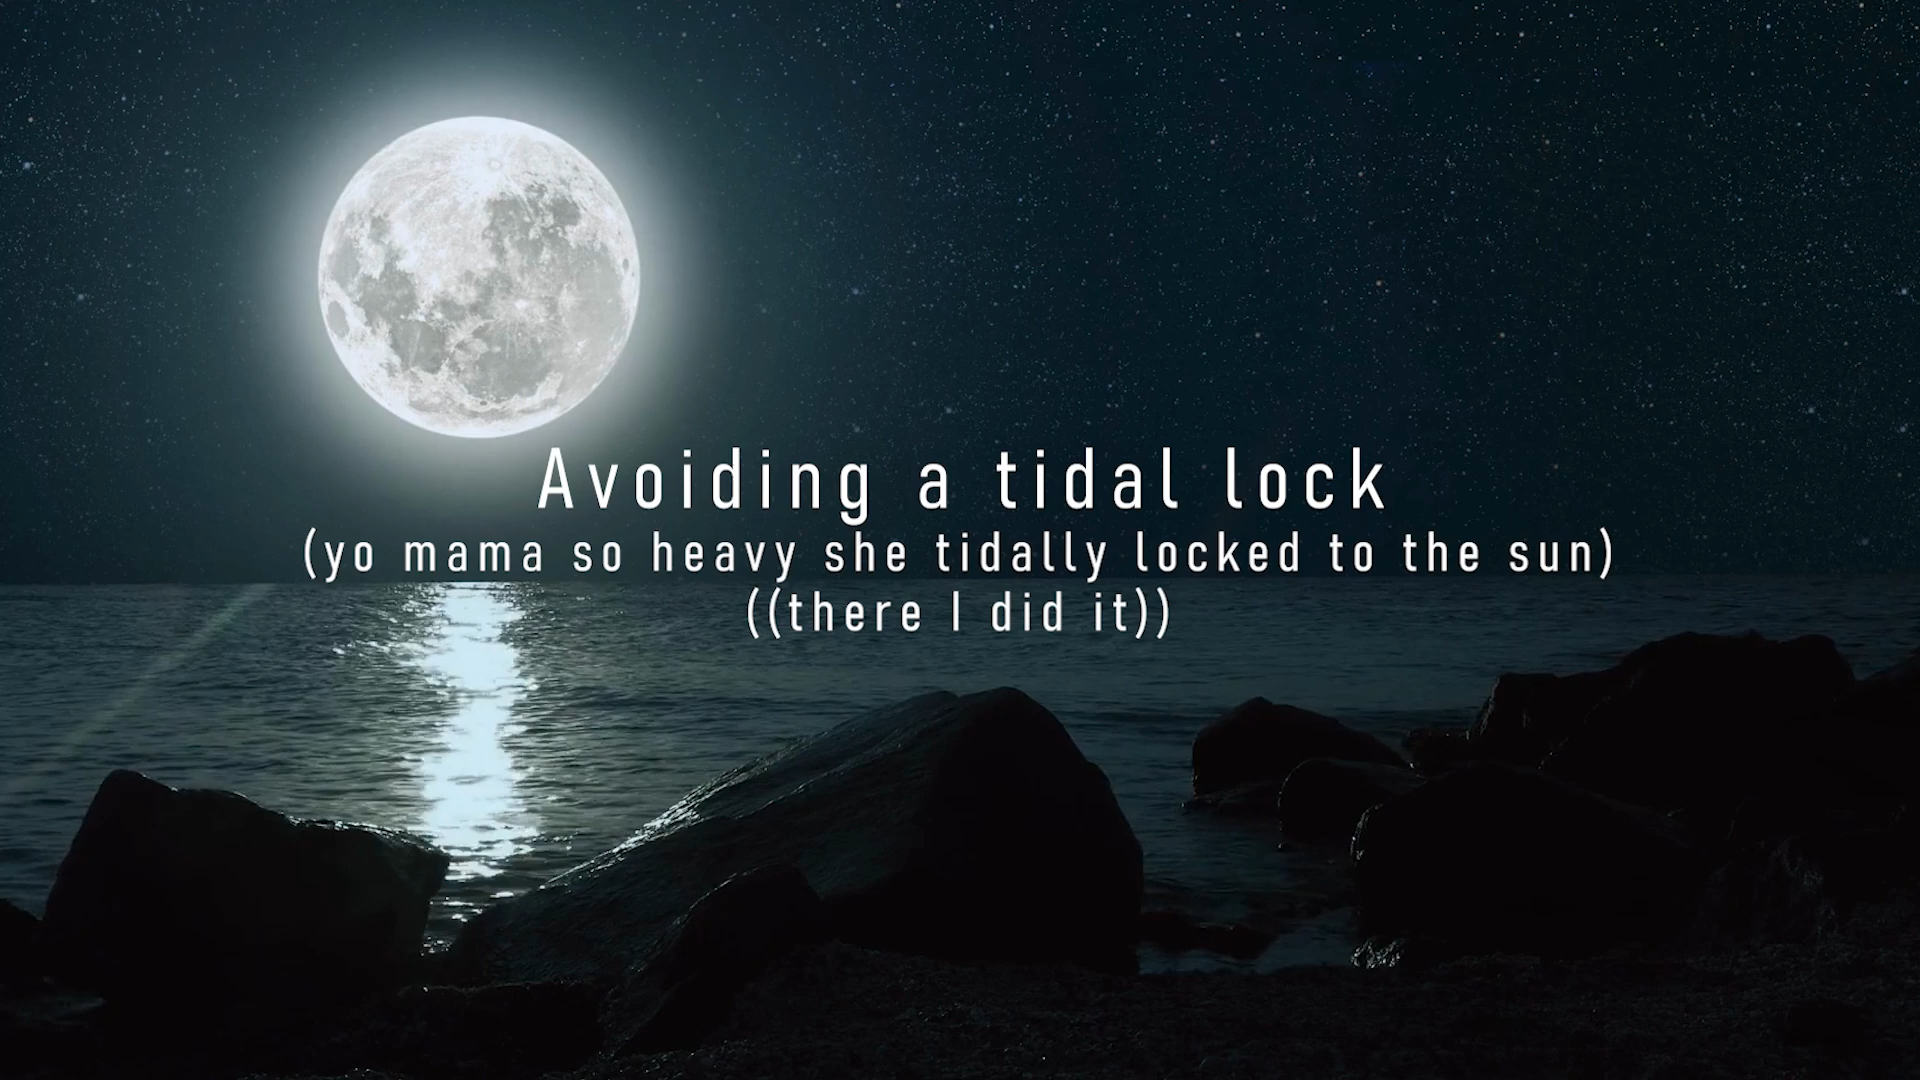 Avoiding a tidal lock
(yo mama so heavy she tidally locked to the sun)
((there I did it))